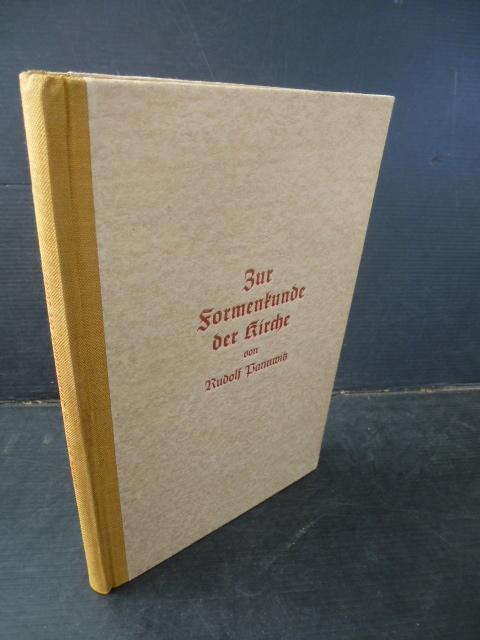 Zur
Formenkunde
der Kirche
von
Rudolf Pannwitz